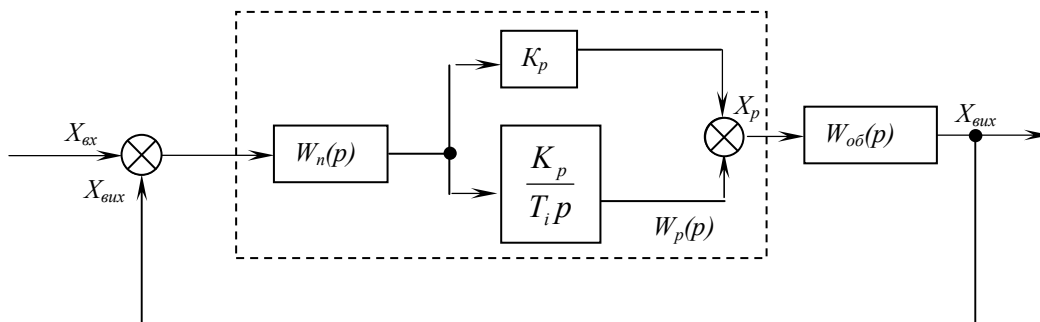 K_p
X_p
X_вх
X_вих
W_п(p)
K_p
T_i p
W_p(p)
W_об(p)
X_вих